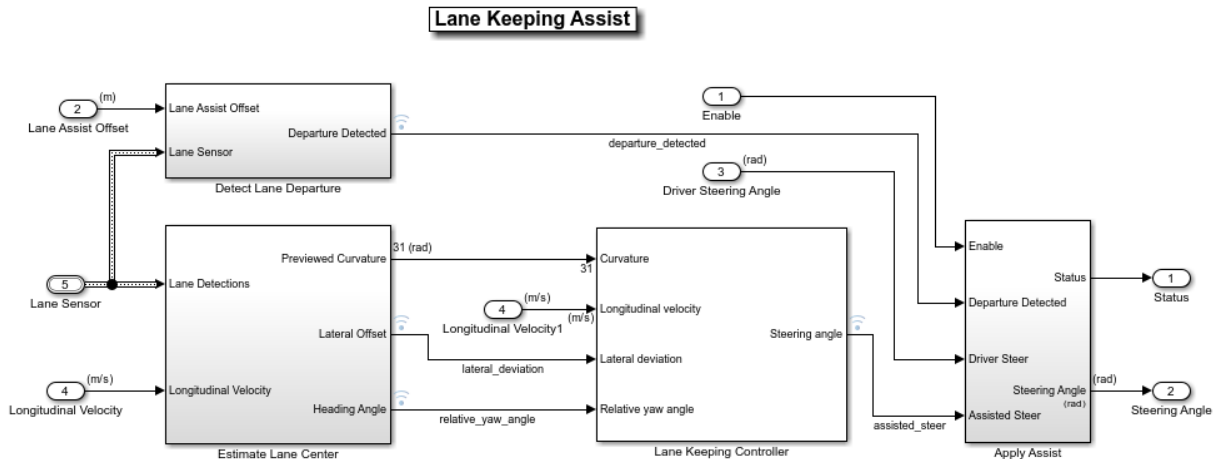 Lane Keeping Assist
2
(m)
Lane Assist Offset
Lane Assist Offset
Lane Sensor
Departure Detected
Detect Lane Departure
departure_detected
1
Enable
3
(rad)
Driver Steering Angle
5
Lane Sensor
Lane Detections
Previewed Curvature
31 (rad)
Lateral Offset
lateral_deviation
4
(m/s)
Longitudinal Velocity
Longitudinal Velocity
Heading Angle
relative_yaw_angle
Estimate Lane Center
31
Curvature
4
(m/s)
(m/s)
Longitudinal Velocity1
Longitudinal velocity
Lateral deviation
Relative yaw angle
Steering angle
assisted_steer
Lane Keeping Controller
Enable
Departure Detected
Driver Steer
Assisted Steer
Status
Steering Angle
(rad)
(rad)
Apply Assist
1
Status
2
Steering Angle